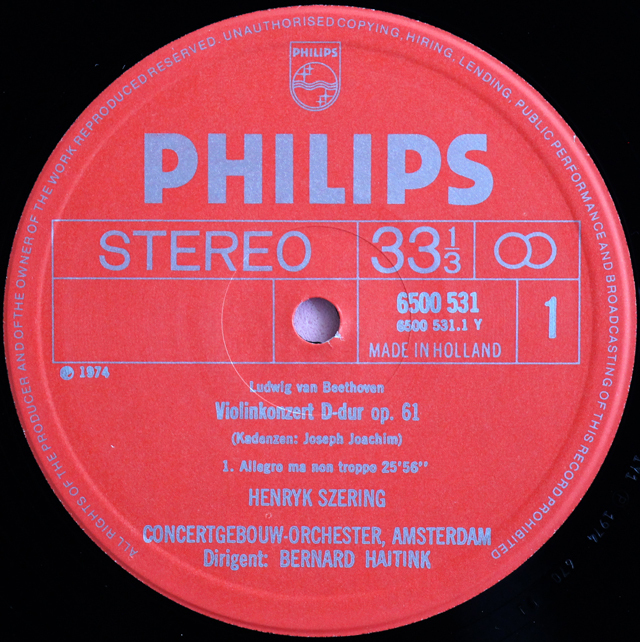 ALL RIGHTS OF THE PRODUCER AND OF THE OWNER OF THE WORK REPRODUCED RESERVED. UNAUTHORISED COPYING, HIRING, LENDING, PUBLIC PERFORMANCE AND BROADCASTING OF THIS RECORD PROHIBITED
PHILIPS
PHILIPS
STEREO 33 1/3
6500 531
6500 531.1 Y
1
MADE IN HOLLAND
℗ 1974
Ludwig van Beethoven
Violinkonzert D-dur op. 61
(Kadenzen: Joseph Joachim)
1. Allegro ma non troppo 25'56''
HENRYK SZERING
CONCERTGEBOUW-ORCHESTER, AMSTERDAM
Dirigent: BERNARD HAITINK